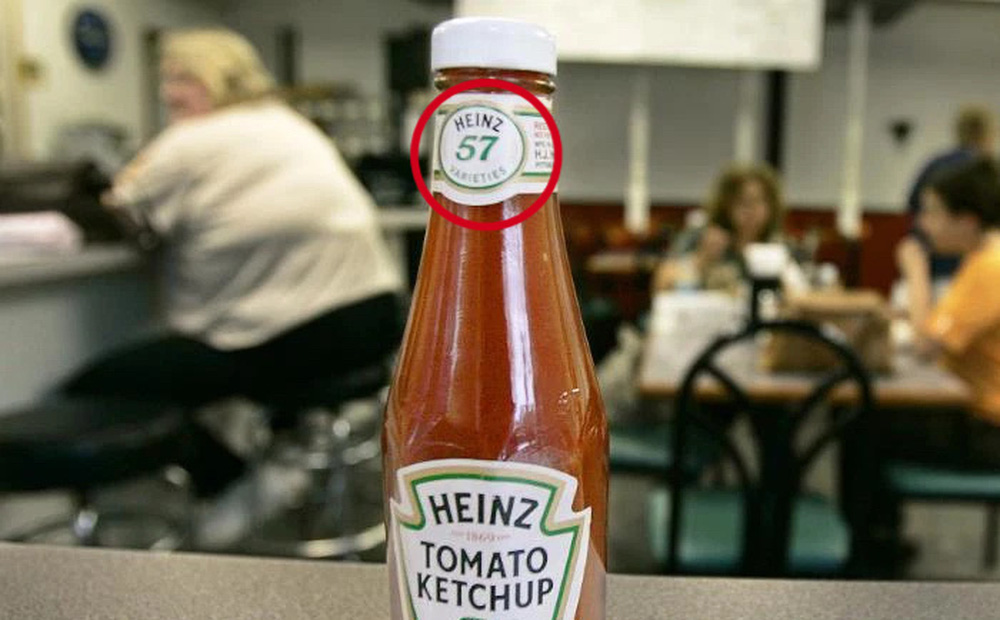 HEINZ
57
VARIETIES
HEINZ
1869
TOMATO
KETCHUP